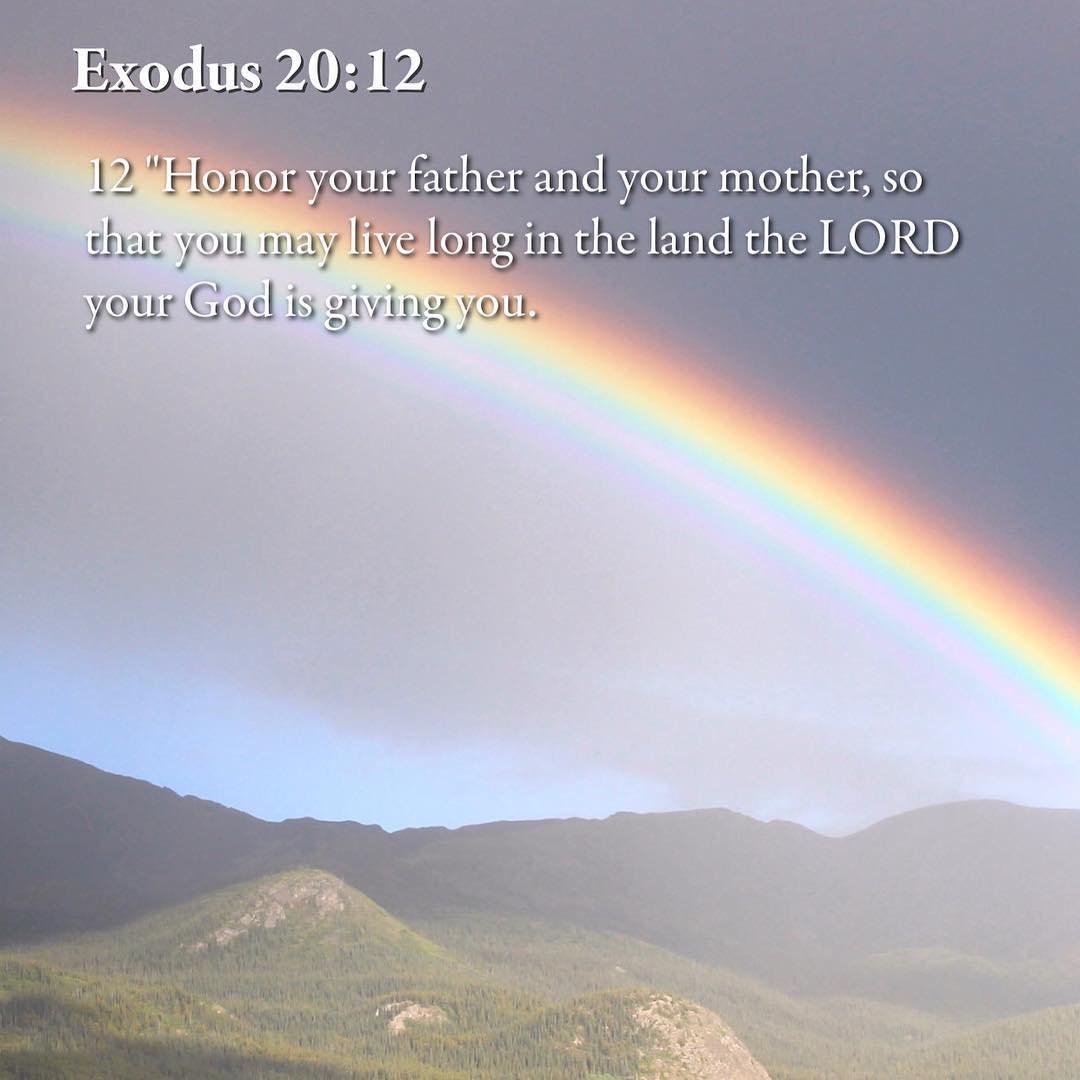 Exodus 20:12
12 "Honor your father and your mother, so
that you may live long in the land the LORD
your God is giving you.